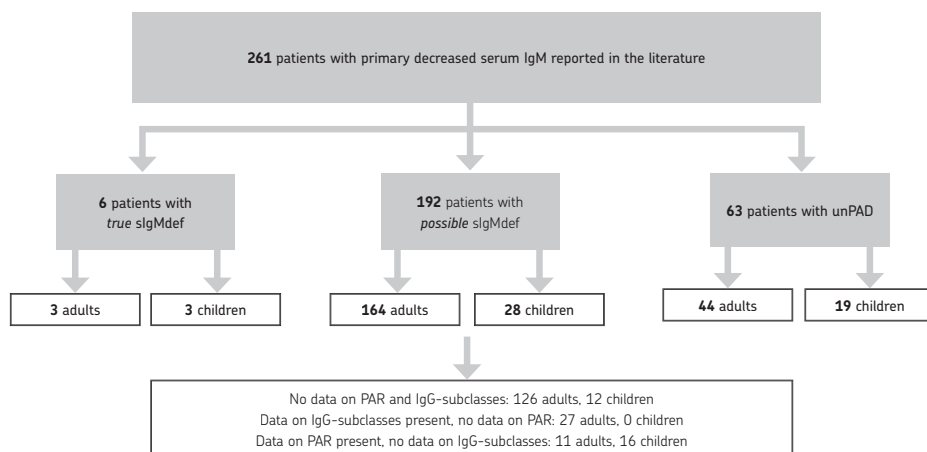 261 patients with primary decreased serum IgM reported in the literature
6 patients with
true sIgMdef
192 patients with
possible sIgMdef
63 patients with unPAD
3 adults
3 children
164 adults
28 children
44 adults
19 children
No data on PAR and IgG-subclasses: 126 adults, 12 children
Data on IgG-subclasses present, no data on PAR: 27 adults, 0 children
Data on PAR present, no data on IgG-subclasses: 11 adults, 16 children